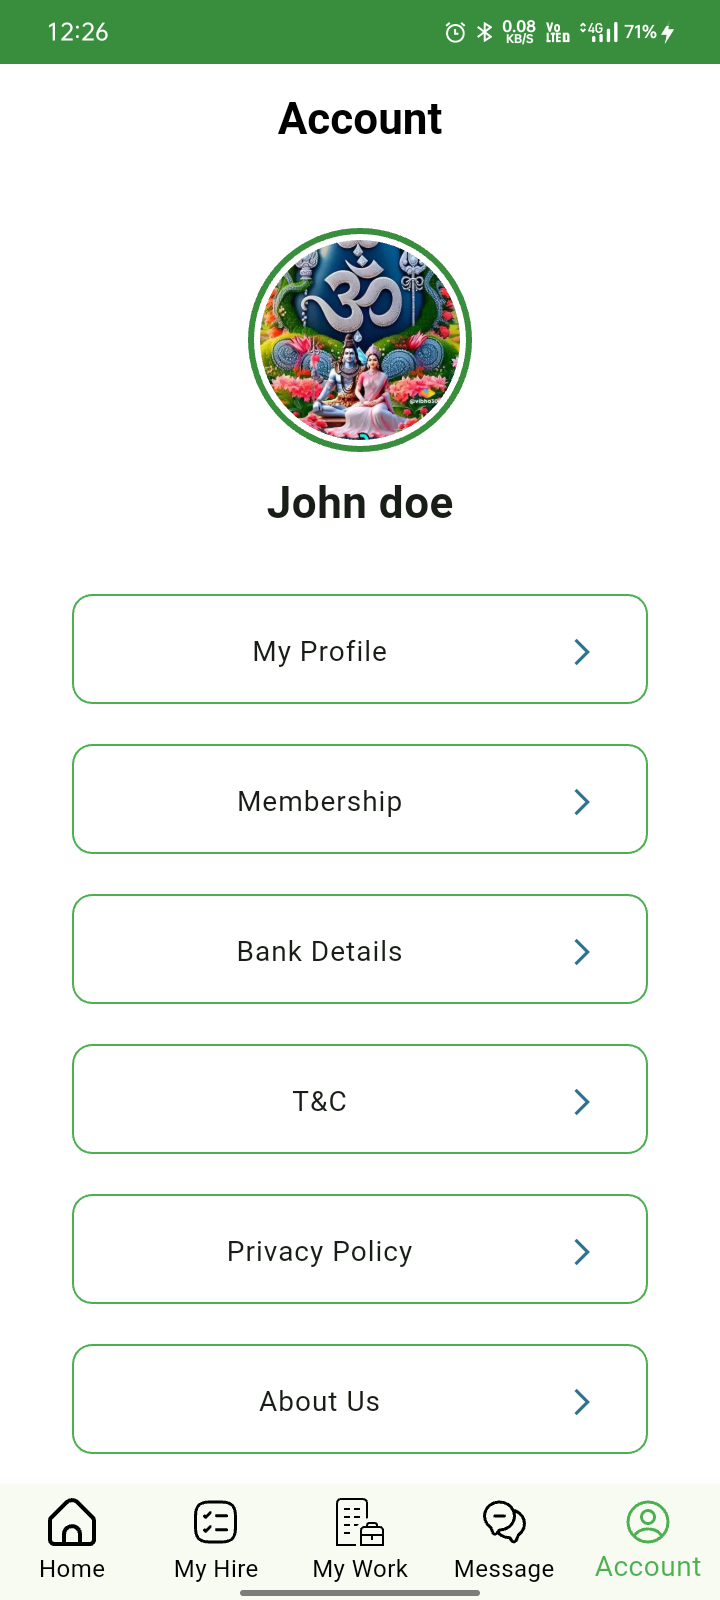 12:26
0.08 KB/S
Vo LTE D
4G
71%
Account
ॐ
John doe
My Profile
Membership
Bank Details
T&C
Privacy Policy
About Us
Home
My Hire
My Work
Message
Account